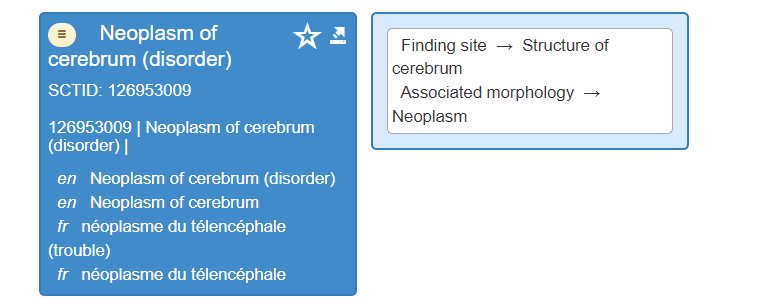 Neoplasm of
cerebrum (disorder)
SCTID: 126953009
126953009 | Neoplasm of cerebrum
(disorder) |
en Neoplasm of cerebrum (disorder)
en Neoplasm of cerebrum
fr néoplasme du télencéphale
(trouble)
fr néoplasme du télencéphale
Finding site → Structure of
cerebrum
Associated morphology →
Neoplasm